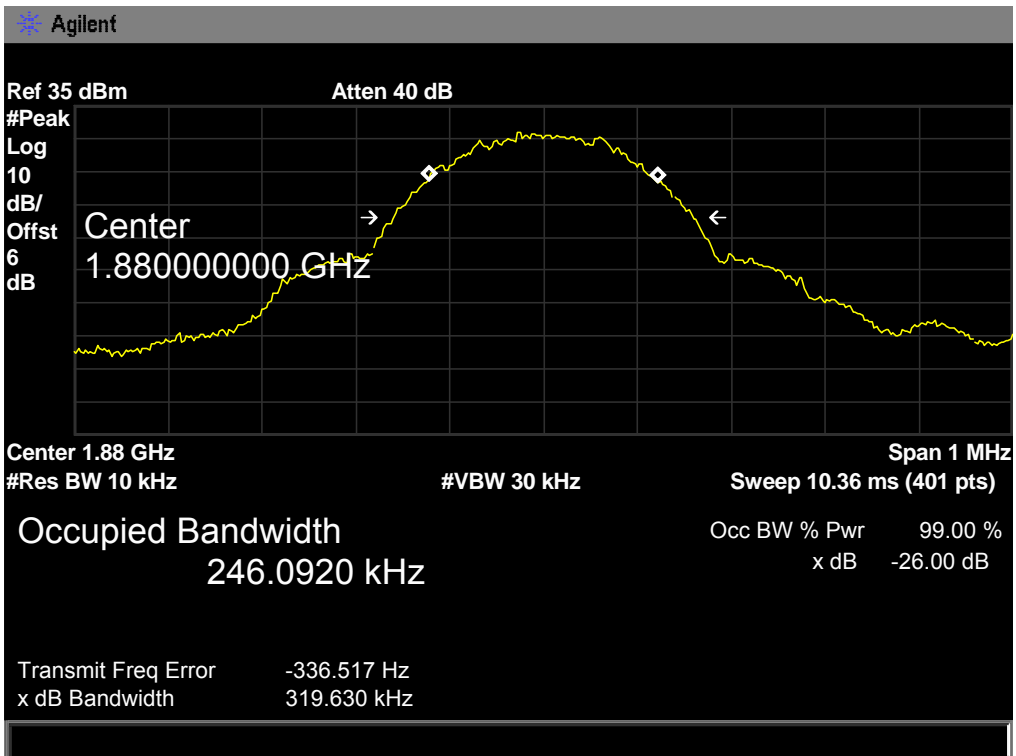 Agilent
Ref 35 dBm Atten 40 dB
#Peak
Log
10
dB/
Offst
6
dB
Center
1.880000000 GHz
Center 1.88 GHz Span 1 MHz
#Res BW 10 kHz #VBW 30 kHz Sweep 10.36 ms (401 pts)
Occupied Bandwidth Occ BW % Pwr 99.00 %
246.0920 kHz x dB -26.00 dB
Transmit Freq Error -336.517 Hz
x dB Bandwidth 319.630 kHz